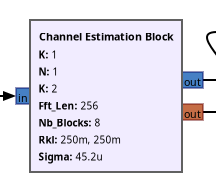 Channel Estimation Block
K: 1
N: 1
K: 2
Fft_Len: 256
Nb_Blocks: 8
Rkl: 250m, 250m
Sigma: 45.2u
in
out
out